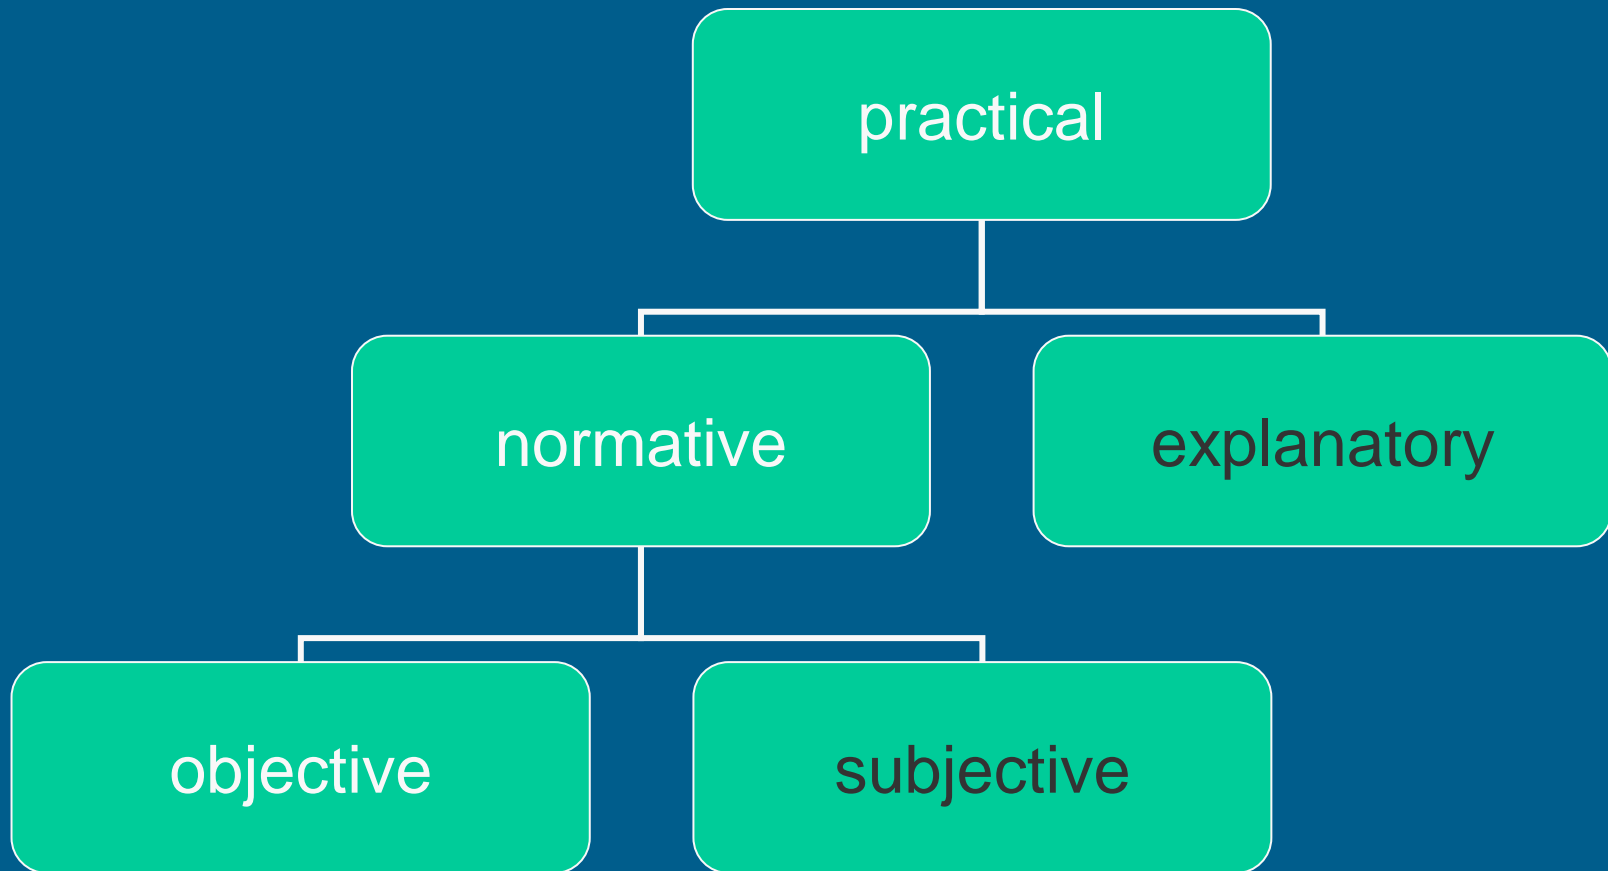 practical
normative
explanatory
objective
subjective